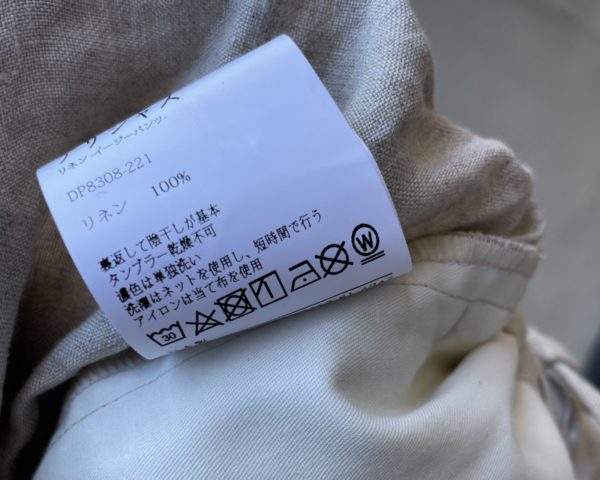 リネンイージーパンツ
DP8308-221
リネン 100%
裏返して陰干しが基本
タンブラー乾燥不可
濃色は単独洗い
洗濯はネットを使用し、短時間で行う
アイロンは当て布を使用
30
W